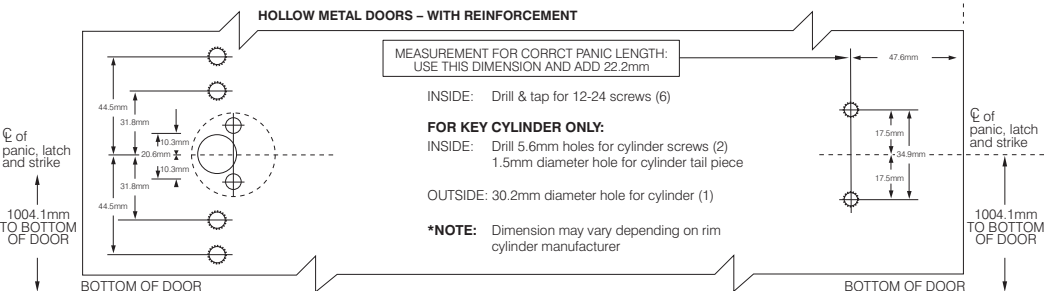 HOLLOW METAL DOORS – WITH REINFORCEMENT
MEASUREMENT FOR CORRCT PANIC LENGTH:
USE THIS DIMENSION AND ADD 22.2mm
47.6mm
INSIDE: Drill & tap for 12-24 screws (6)
FOR KEY CYLINDER ONLY:
INSIDE: Drill 5.6mm holes for cylinder screws (2)
1.5mm diameter hole for cylinder tail piece
OUTSIDE: 30.2mm diameter hole for cylinder (1)
*NOTE: Dimension may vary depending on rim
cylinder manufacturer
44.5mm
31.8mm
10.3mm
20.6mm
10.3mm
31.8mm
44.5mm
℄ of
panic, latch
and strike
1004.1mm
TO BOTTOM
OF DOOR
BOTTOM OF DOOR
17.5mm
34.9mm
17.5mm
℄ of
panic, latch
and strike
1004.1mm
TO BOTTOM
OF DOOR
BOTTOM OF DOOR